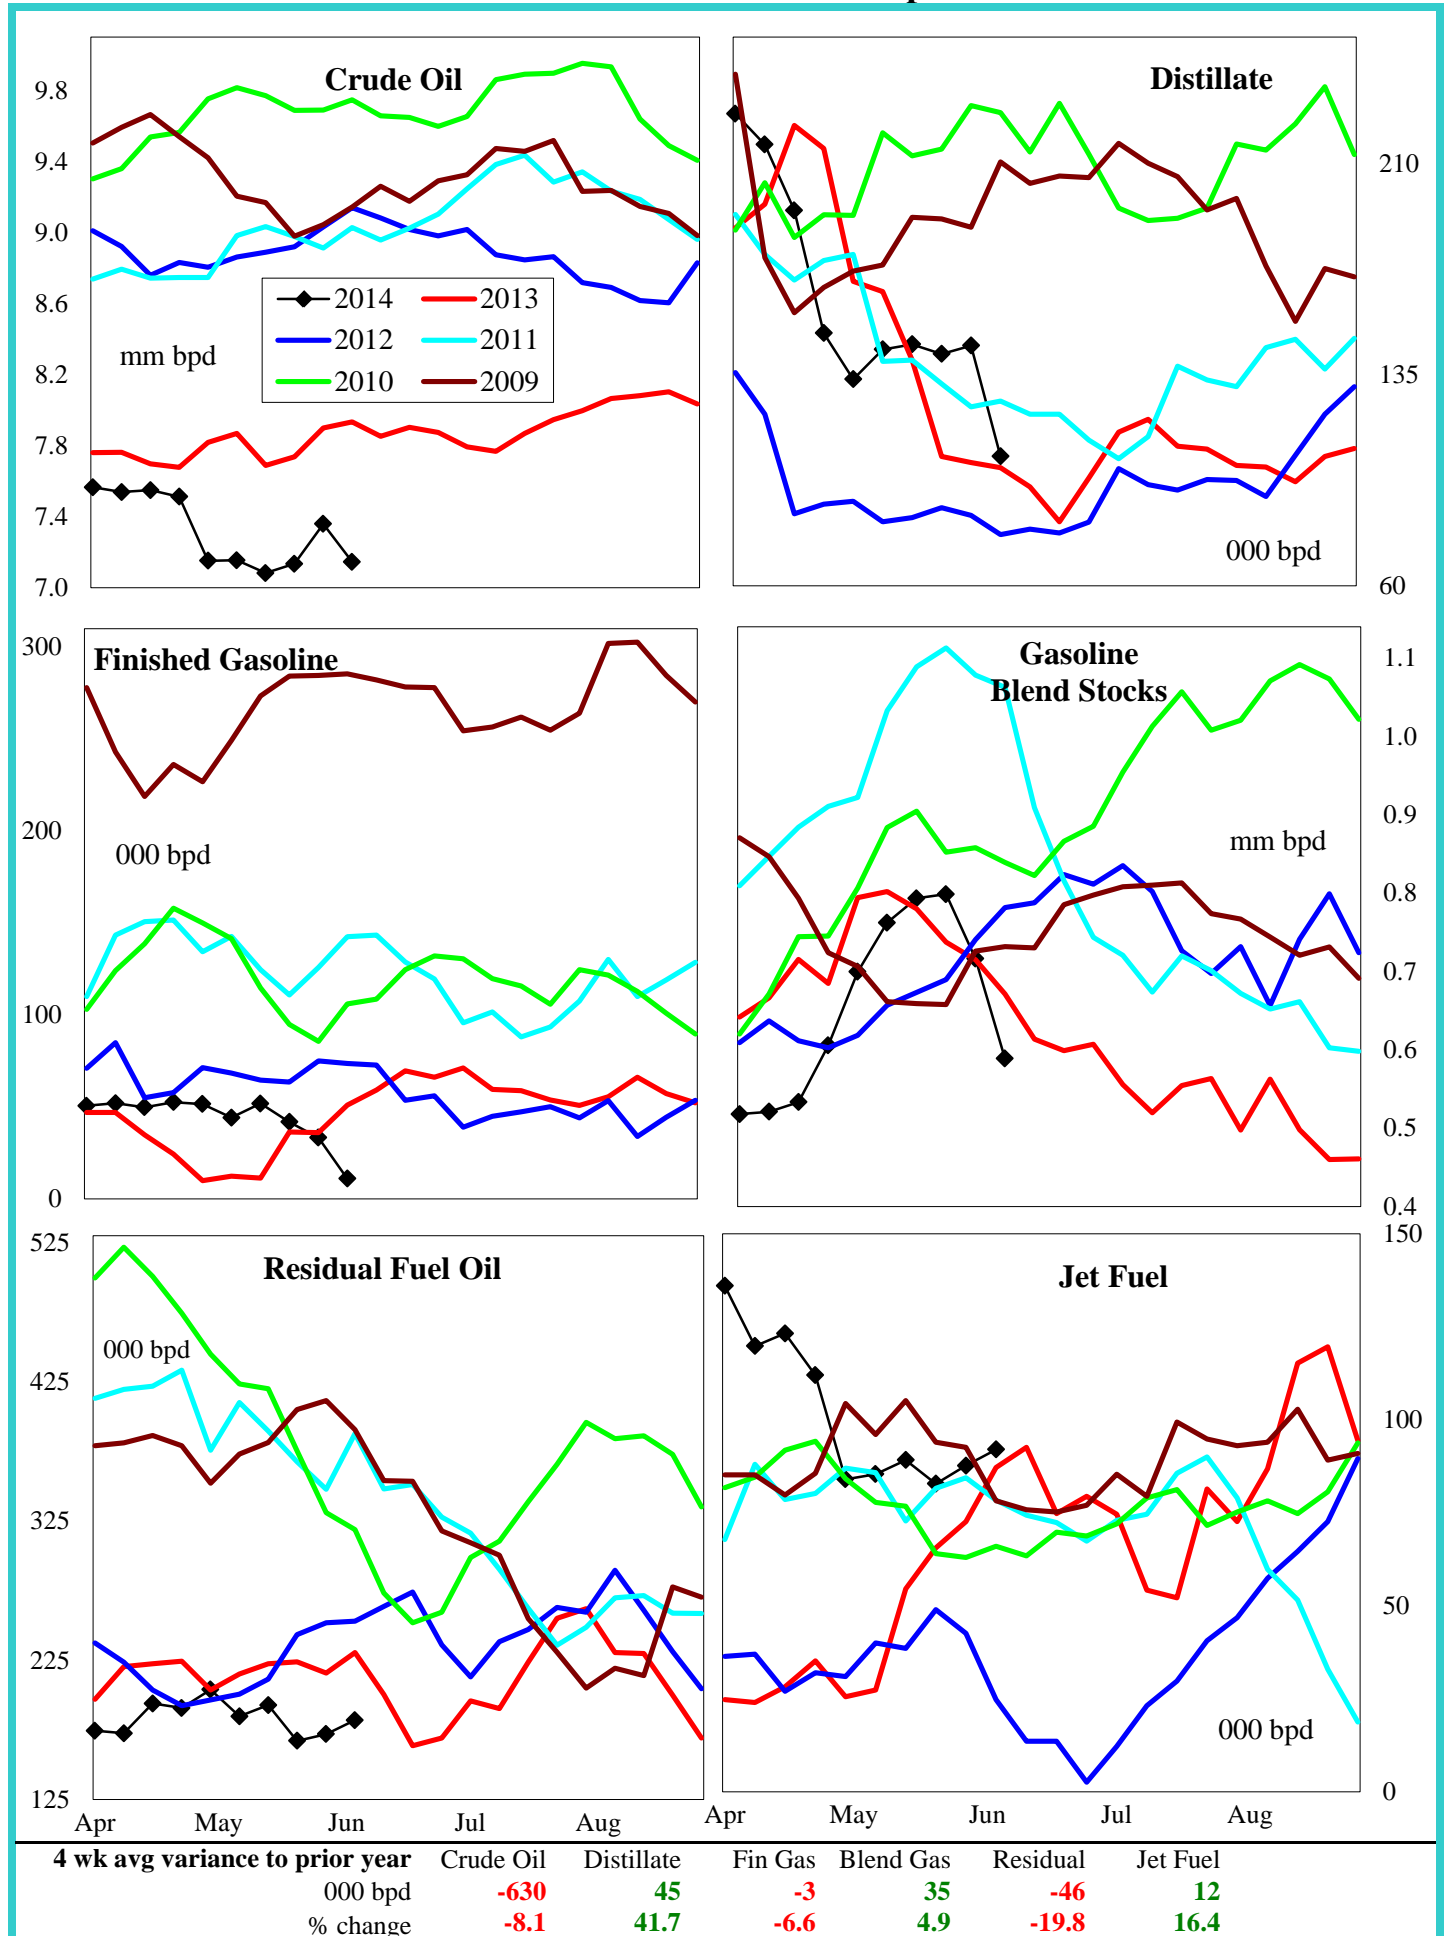 Crude Oil
9.8
9.4
9.0
8.6
8.2
7.8
7.4
7.0
mm bpd
2014 2013
2012 2011
2010 2009
Distillate
210
135
60
000 bpd
Finished Gasoline
300
200
100
0
000 bpd
Gasoline
Blend Stocks
1.1
1.0
0.9
0.8
0.7
0.6
0.5
0.4
mm bpd
Residual Fuel Oil
525
425
325
225
125
000 bpd
Apr May Jun Jul Aug
Jet Fuel
150
100
50
0
000 bpd
Apr May Jun Jul Aug
4 wk avg variance to prior year Crude Oil Distillate Fin Gas Blend Gas Residual Jet Fuel
000 bpd -630 45 -3 35 -46 12
% change -8.1 41.7 -6.6 4.9 -19.8 16.4